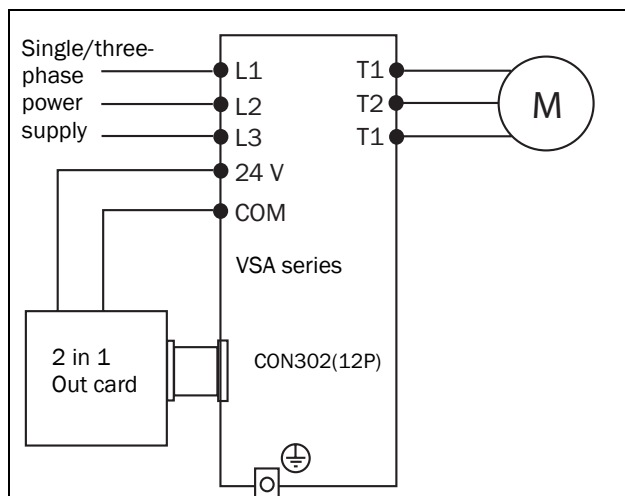 Single/three-
phase
power
supply
L1
L2
L3
24 V
COM
T1
T2
T1
M
VSA series
2 in 1
Out card
CON302(12P)